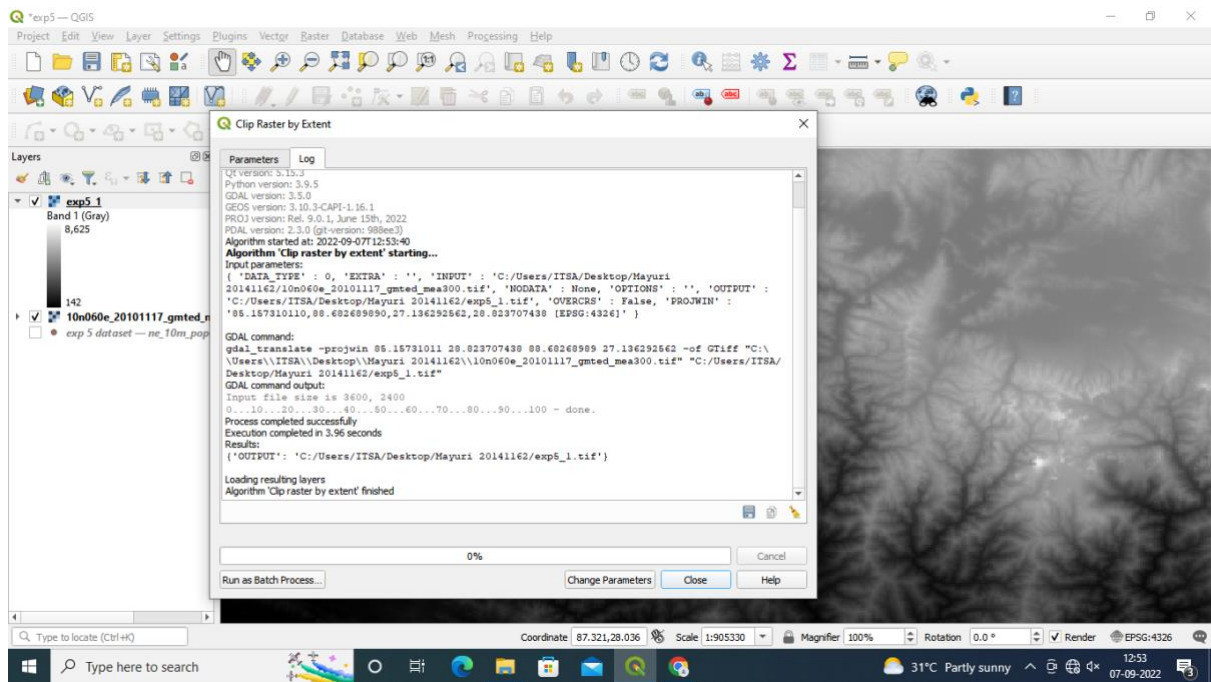 *exp5 — QGIS
Project Edit View Layer Settings Plugins Vector Raster Database Web Mesh Processing Help
Clip Raster by Extent
Layers
Parameters Log
Qt version: 5.15.3
Python version: 3.9.5
GDAL version: 3.5.0
GEOS version: 3.10.3-CAPI-1.16.1
PROJ version: Rel. 9.0.1, June 15th, 2022
PDAL version: 2.3.0 (git-version: 988ee3)
Algorithm started at: 2022-09-07T12:53:40
Algorithm 'Clip raster by extent' starting...
Input parameters:
{ 'DATA_TYPE' : 0, 'EXTRA' : '', 'INPUT' : 'C:/Users/ITSA/Desktop/Mayuri
20141162/10n060e_20101117_gmted_mea300.tif', 'NODATA' : None, 'OPTIONS' : '', 'OUTPUT' :
'C:/Users/ITSA/Desktop/Mayuri 20141162/exp5_1.tif', 'OVERCRS' : False, 'PROJWIN' :
'85.157310110,88.682689890,27.136292562,28.823707438 [EPSG:4326]' }
GDAL command:
gdal_translate -projwin 85.15731011 28.823707438 88.68268989 27.136292562 -of GTiff "C:\
\Users\\ITSA\\Desktop\\Mayuri 20141162\\10n060e_20101117_gmted_mea300.tif" "C:/Users/ITSA/
Desktop/Mayuri 20141162/exp5_1.tif"
GDAL command output:
Input file size is 3600, 2400
0...10...20...30...40...50...60...70...80...90...100 - done.
Process completed successfully
Execution completed in 3.96 seconds
Results:
{'OUTPUT': 'C:/Users/ITSA/Desktop/Mayuri 20141162/exp5_1.tif'}
Loading resulting layers
Algorithm 'Clip raster by extent' finished
0%
Cancel
Run as Batch Process...
Change Parameters
Close
Help
exp5_1
Band 1 (Gray)
8,625
142
10n060e_20101117_gmted_n
exp 5 dataset — ne_10m_pop
Type to locate (Ctrl+K)
Coordinate 87.321,28.036 Scale 1:905330 Magnifier 100% Rotation 0.0 ° Render EPSG:4326
Type here to search
31°C Partly sunny
12:53
07-09-2022
3